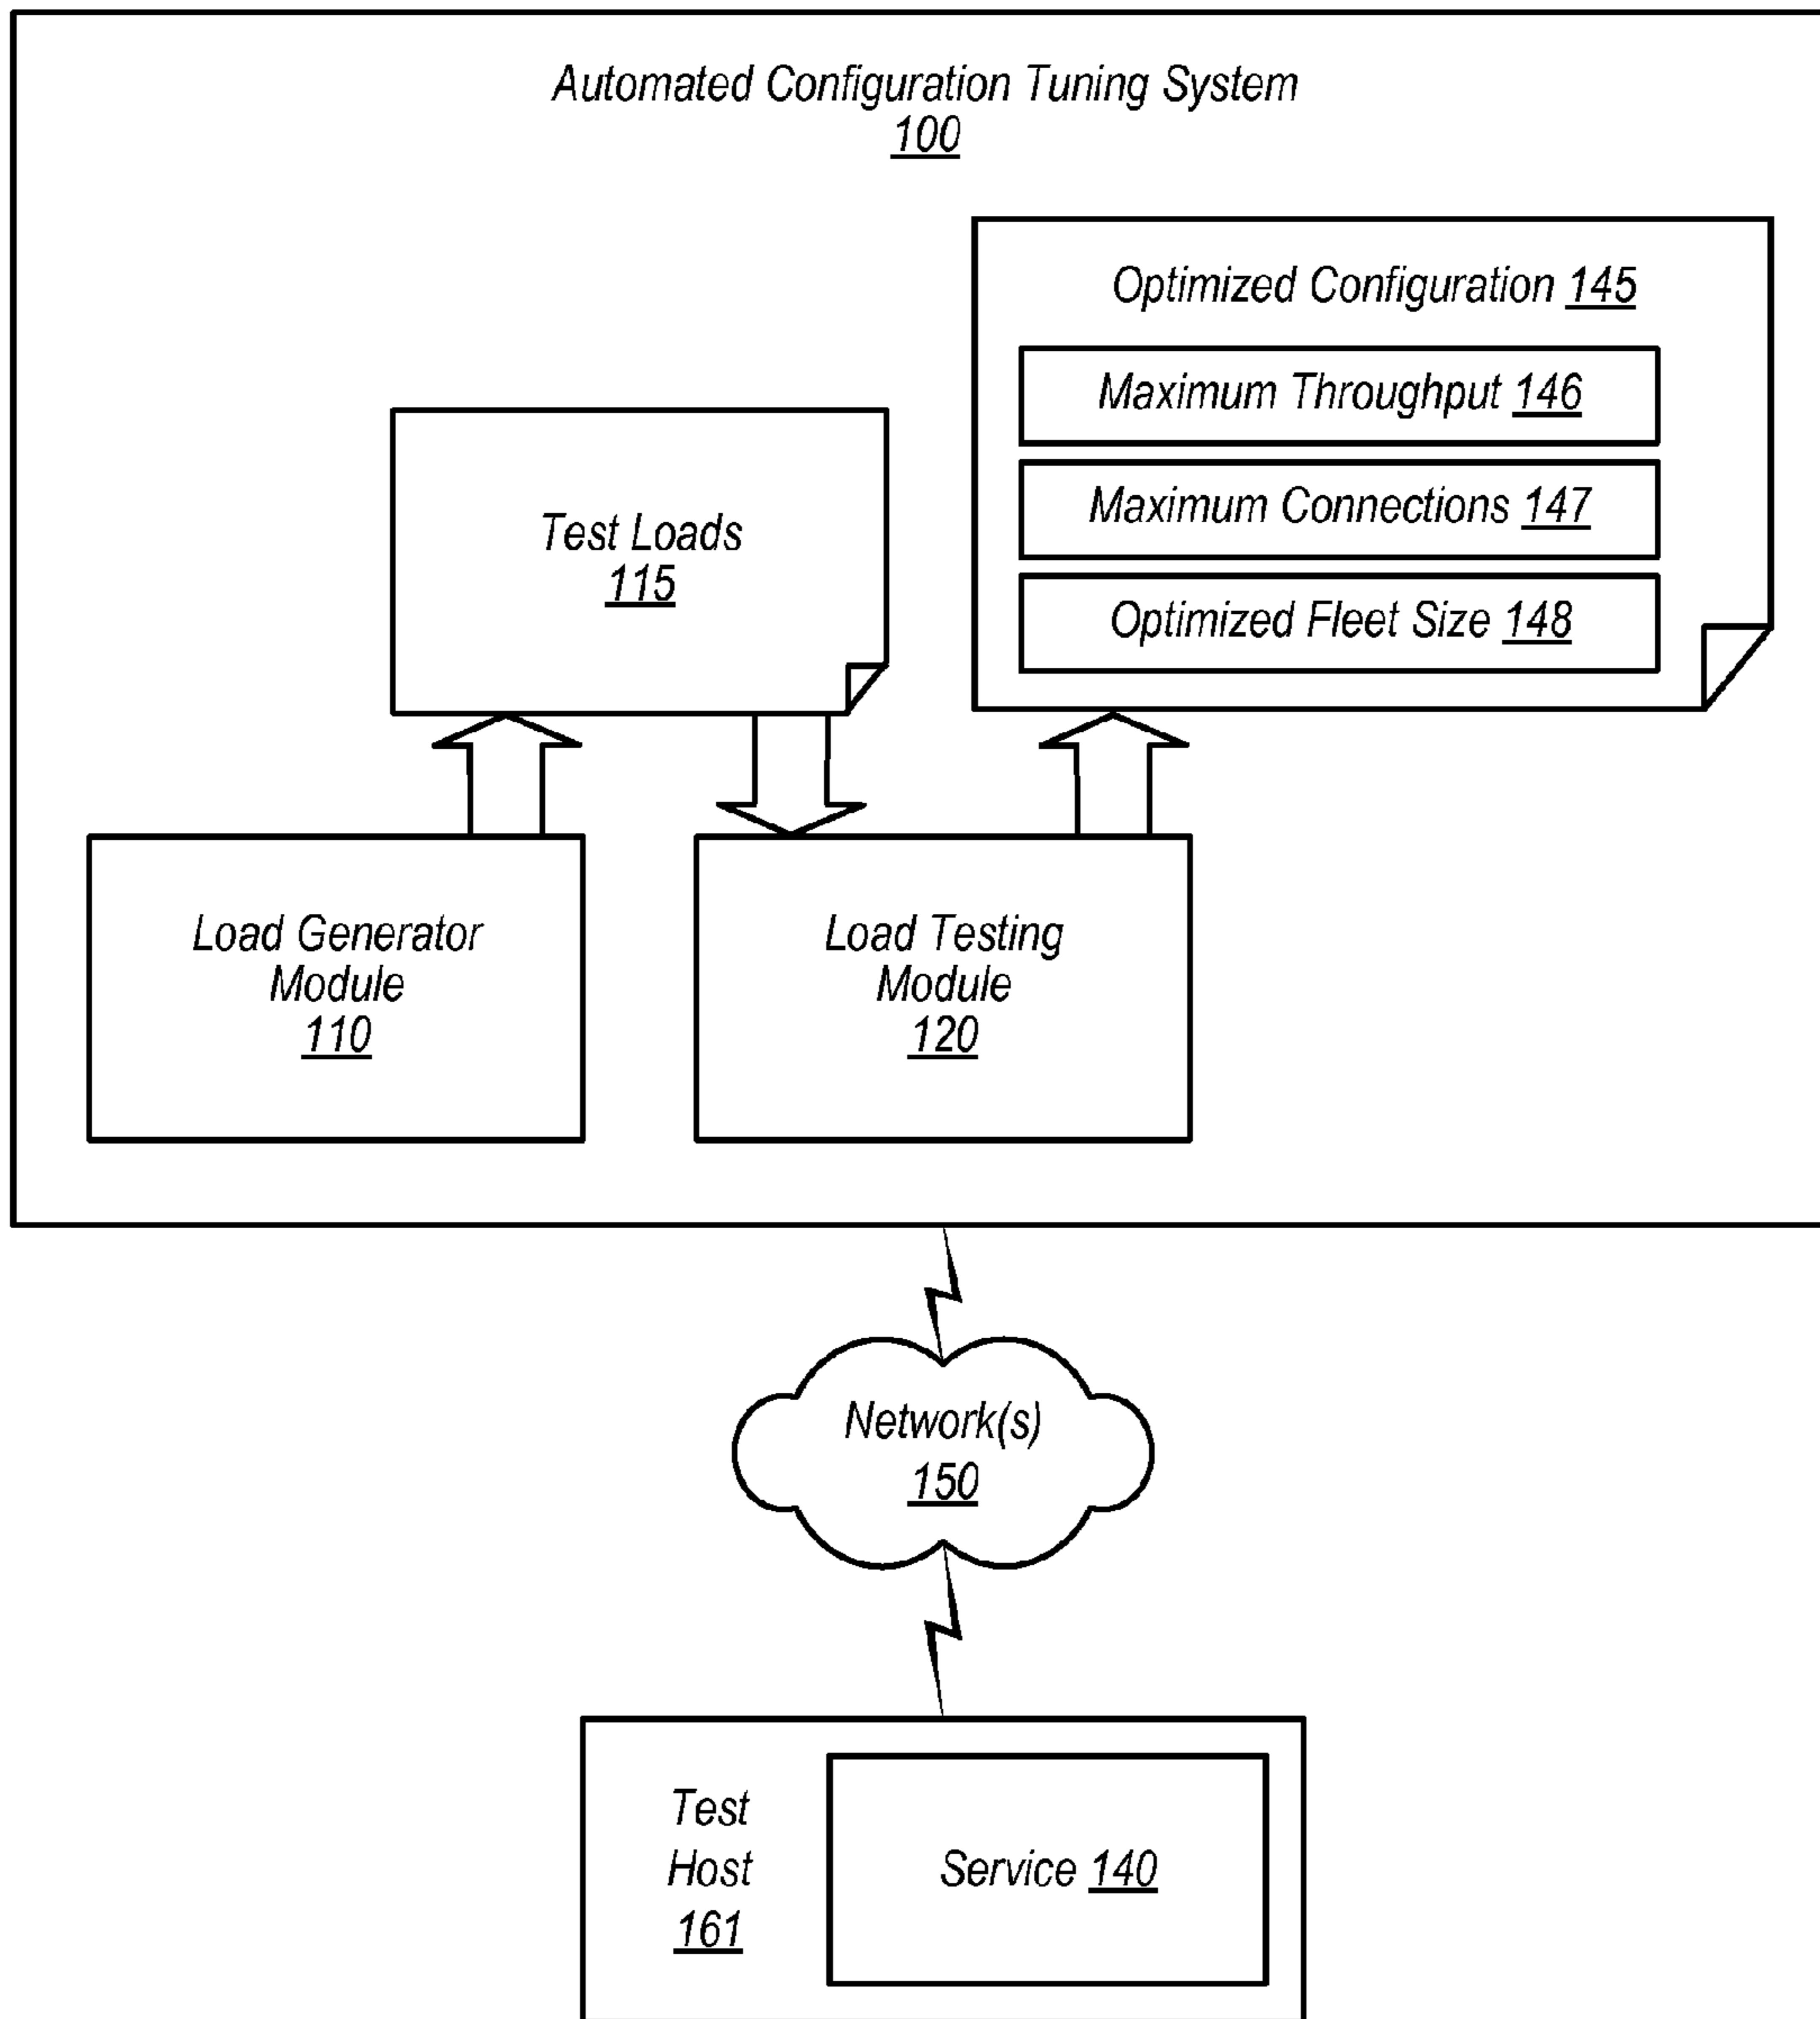 Automated Configuration Tuning System
100
Optimized Configuration 145
Maximum Throughput 146
Maximum Connections 147
Optimized Fleet Size 148
Test Loads
115
Load Generator
Module
110
Load Testing
Module
120
Network(s)
150
Test
Host
161
Service 140